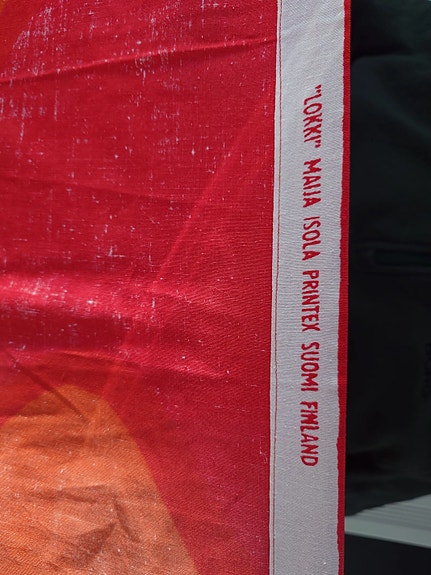 "LOKKI" MAIJA ISOLA PRINTEX SUOMI FINLAND